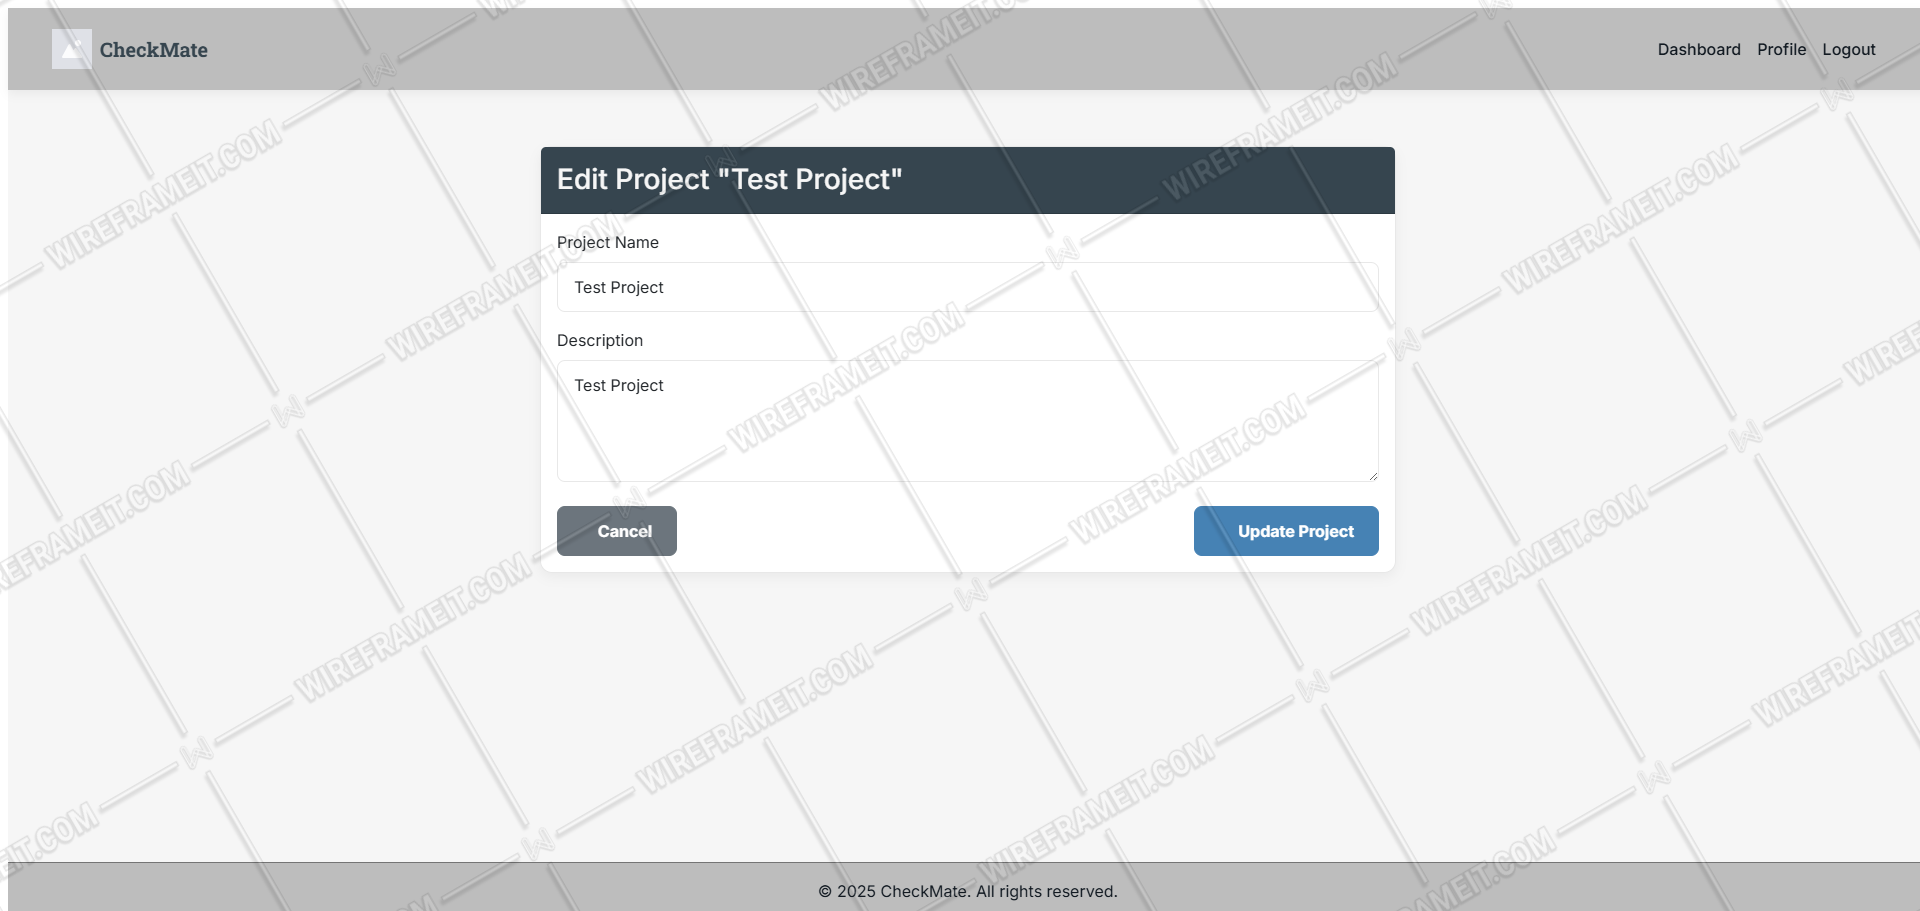 CheckMate
Dashboard Profile Logout
Edit Project "Test Project"
Project Name
Test Project
Description
Test Project
Cancel Update Project
© 2025 CheckMate. All rights reserved.
WIREFRAMEIT.COM